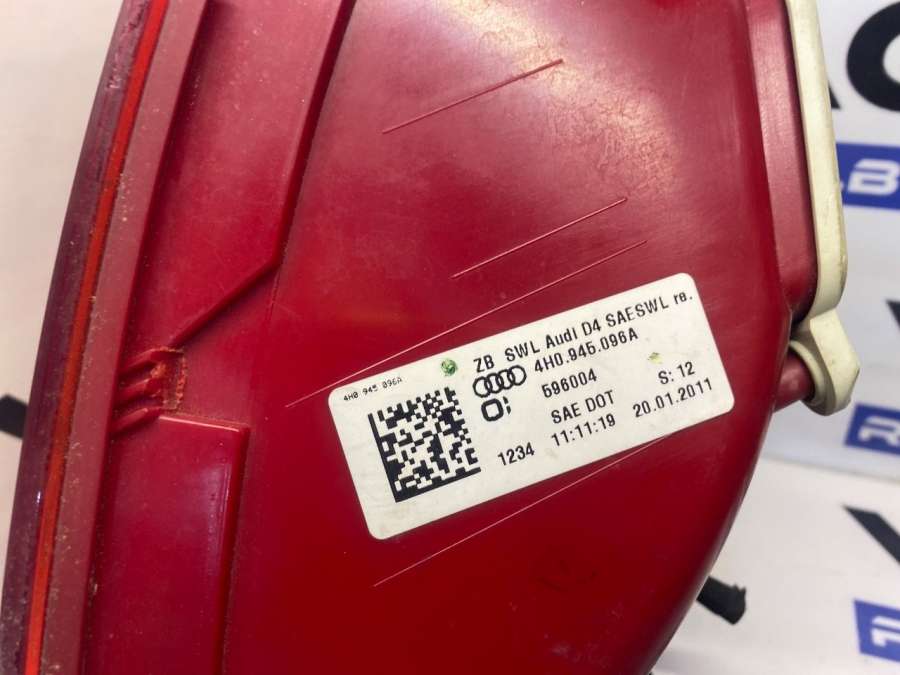 ZB SWL Audi D4 SAESWL re.
4H0.945.096A
4H0 945 096A
596004
S: 12
SAE DOT
20.01.2011
1234 11:11:19